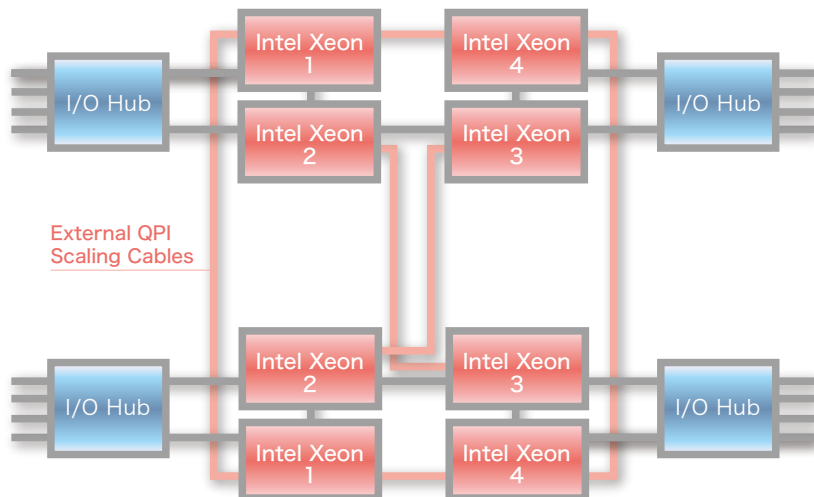 Intel Xeon
1
Intel Xeon
4
I/O Hub
I/O Hub
Intel Xeon
2
Intel Xeon
3
External QPI
Scaling Cables
Intel Xeon
2
Intel Xeon
3
I/O Hub
I/O Hub
Intel Xeon
1
Intel Xeon
4